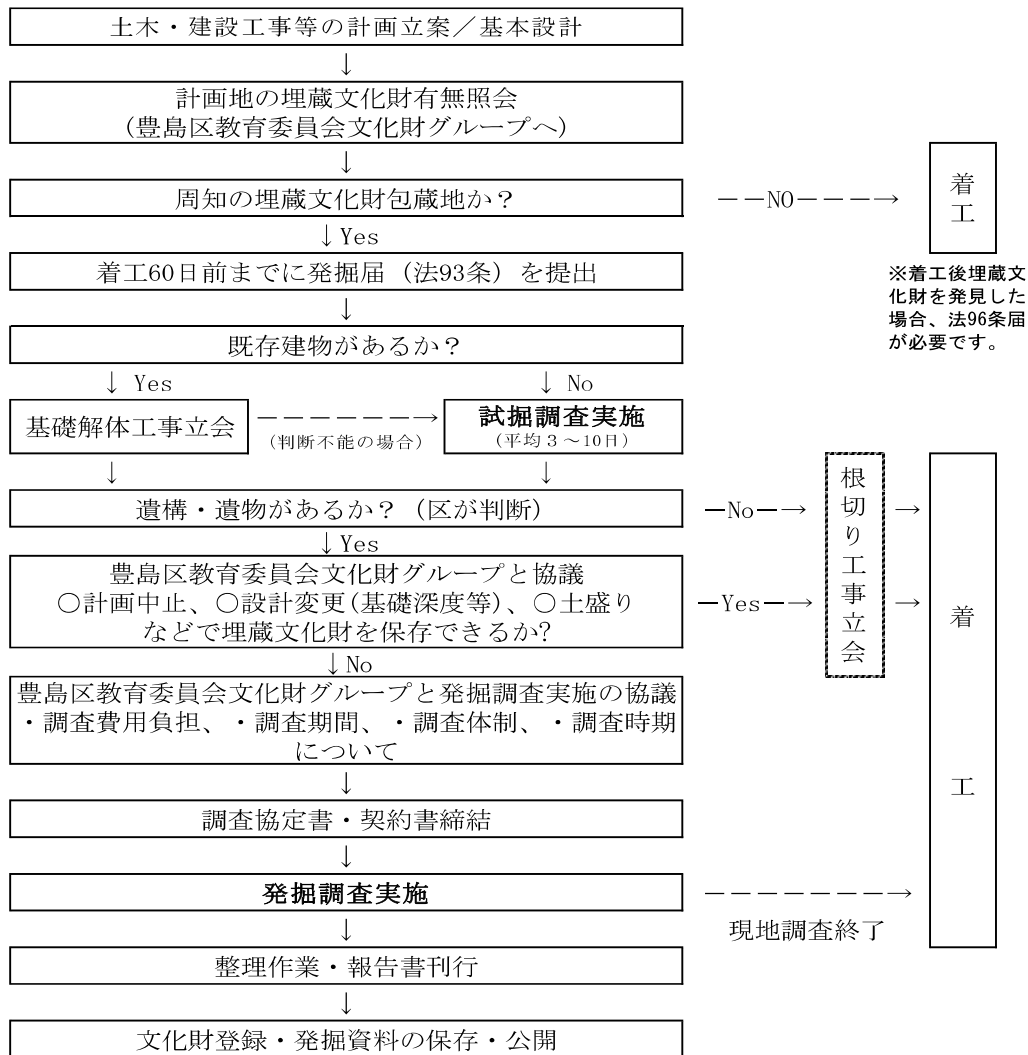 土木・建設工事等の計画立案／基本設計
↓
計画地の埋蔵文化財有無照会
(豊島区教育委員会文化財グループへ)
↓
周知の埋蔵文化財包蔵地か？
－－NO－－－→
着工
※着工後埋蔵文
化財を発見した
場合、法96条届
が必要です。
↓Yes
着工60日前までに発掘届（法93条）を提出
↓
既存建物があるか？
↓ Yes
↓ No
基礎解体工事立会
－－－－－－→
(判断不能の場合)
試掘調査実施
(平均３～10日)
↓
↓
遺構・遺物があるか？（区が判断）
－No－→
根切り工事立会
→
着工
↓Yes
豊島区教育委員会文化財グループと協議
○計画中止、○設計変更(基礎深度等)、○土盛り
などで埋蔵文化財を保存できるか?
－Yes－→
→
↓No
豊島区教育委員会文化財グループと発掘調査実施の協議
・調査費用負担、・調査期間、・調査体制、・調査時期
について
↓
調査協定書・契約書締結
↓
発掘調査実施
－－－－－－－→
現地調査終了
↓
整理作業・報告書刊行
↓
文化財登録・発掘資料の保存・公開